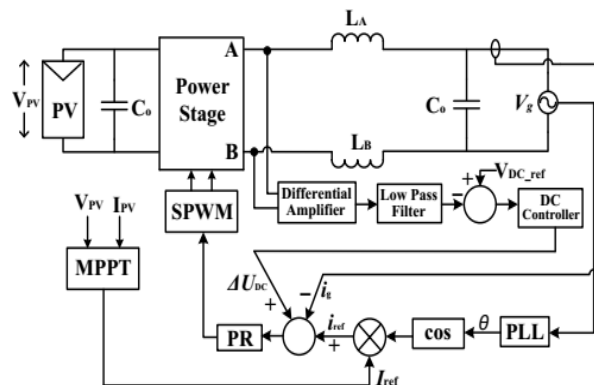 A
LA
VPV
PV
Co
Power
Stage
Co
Vg
B
LB
VPV
IPV
SPWM
Differential
Amplifier
Low Pass
Filter
−
+
VDC_ref
DC
Controller
MPPT
ΔUDC
+
−
ig
PR
iref
+
cos
θ
PLL
Iref